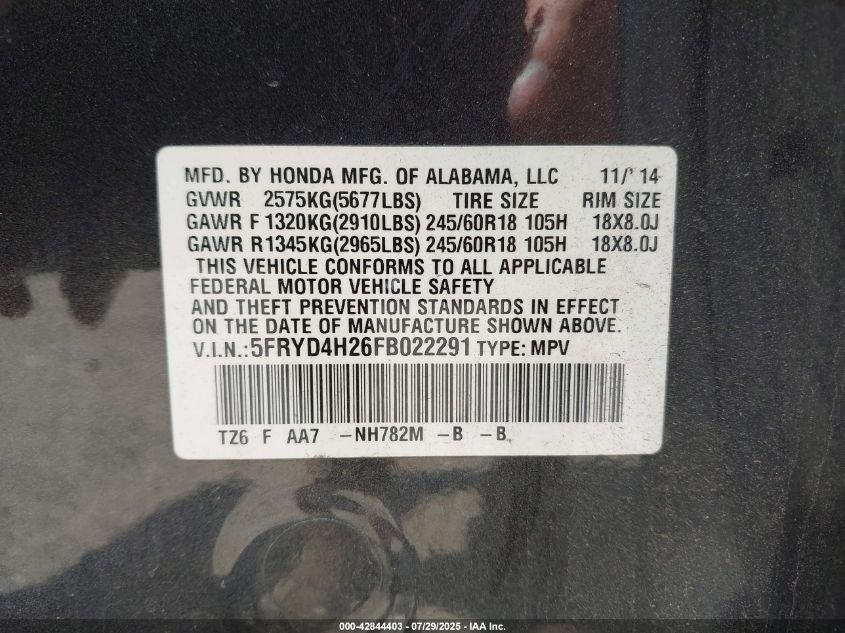 MFD. BY HONDA MFG. OF ALABAMA, LLC 11/' 14
GVWR 2575KG(5677LBS) TIRE SIZE RIM SIZE
GAWR F 1320KG(2910LBS) 245/60R18 105H 18X8.0J
GAWR R1345KG(2965LBS) 245/60R18 105H 18X8.0J
THIS VEHICLE CONFORMS TO ALL APPLICABLE
FEDERAL MOTOR VEHICLE SAFETY
AND THEFT PREVENTION STANDARDS IN EFFECT
ON THE DATE OF MANUFACTURE SHOWN ABOVE.
V.I.N.:5FRYD4H26FB022291 TYPE: MPV
TZ6 F AA7 -NH782M -B -B
000-42844403 - 07/29/2025 - IAA Inc.